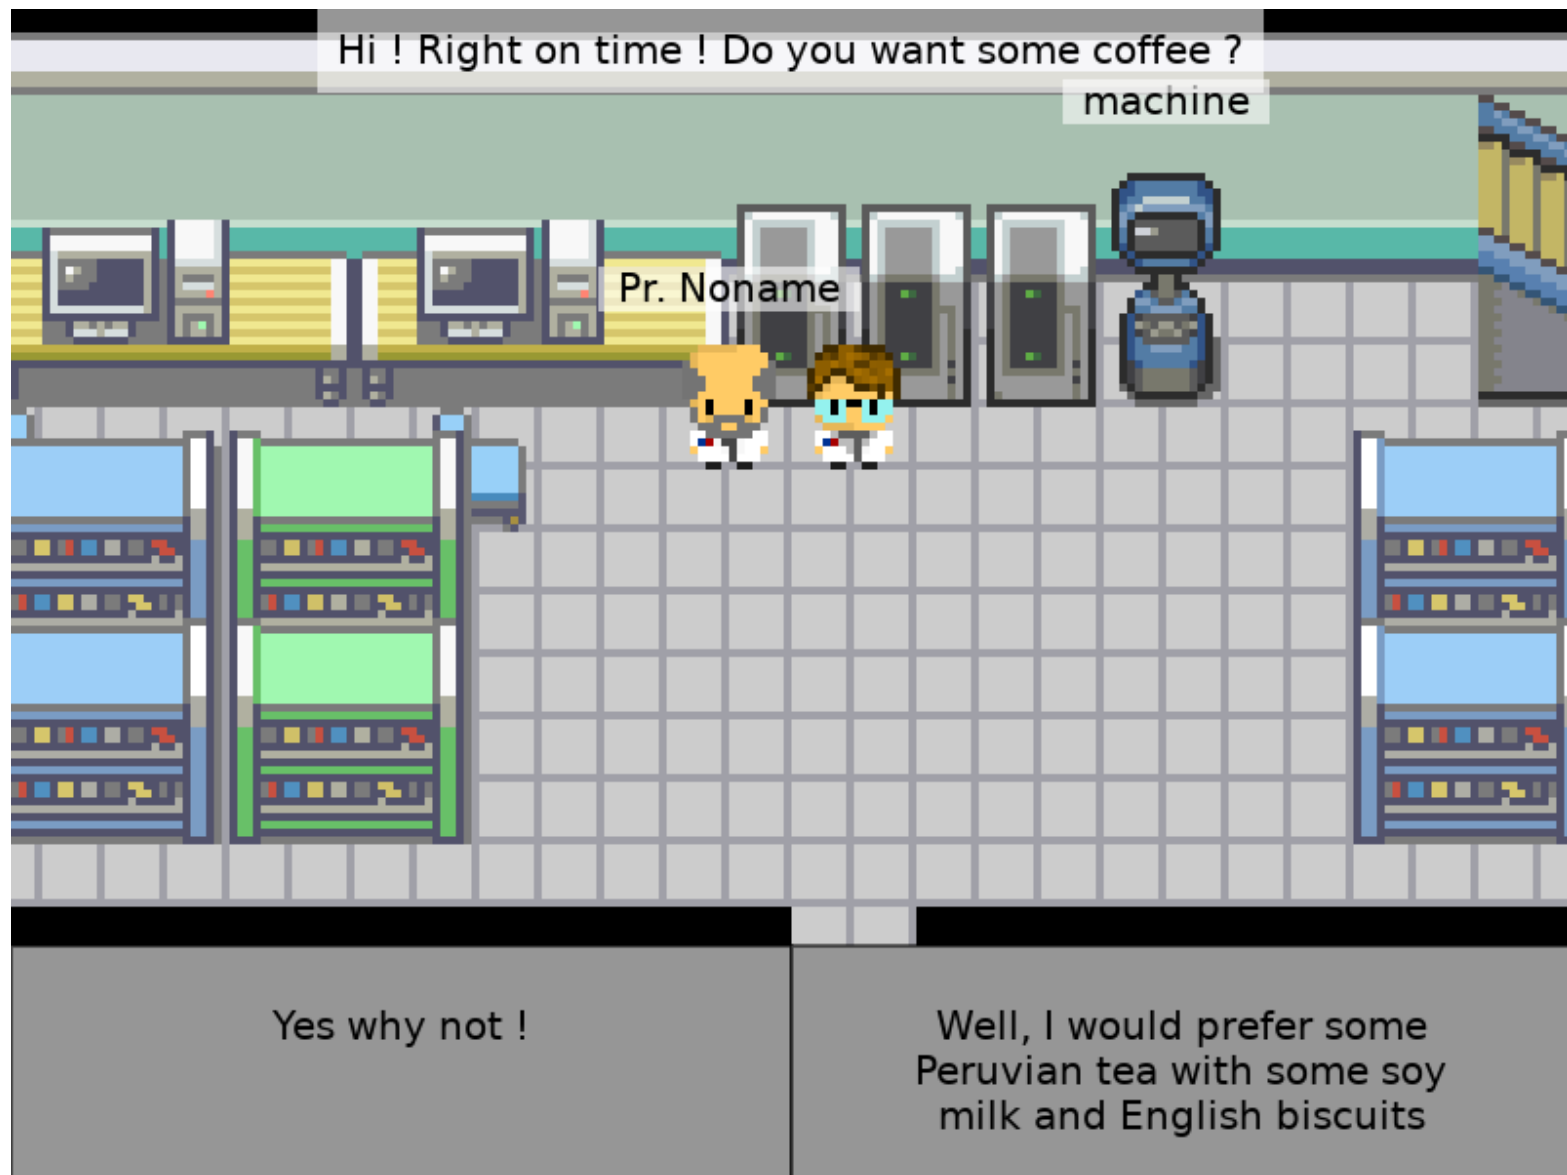 Hi ! Right on time ! Do you want some coffee ?
machine
Pr. Noname
Yes why not !
Well, I would prefer some
Peruvian tea with some soy
milk and English biscuits